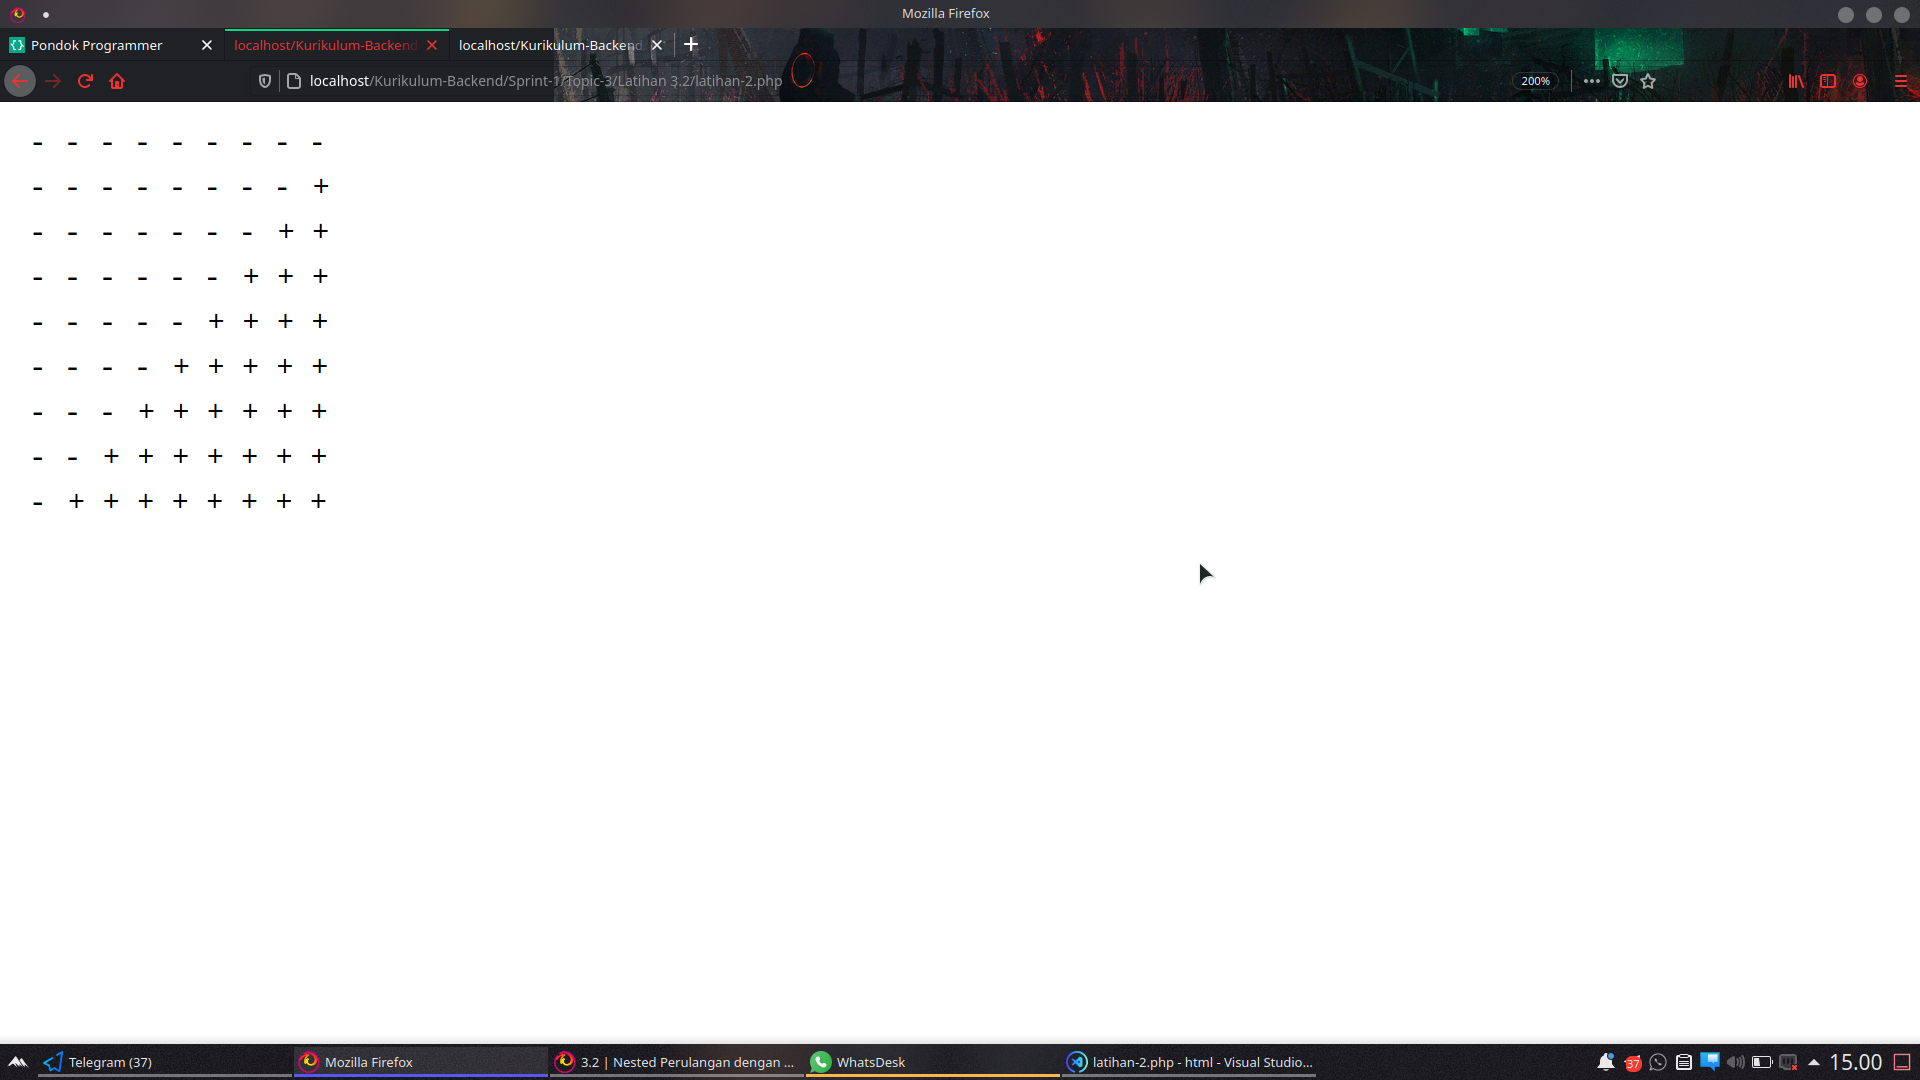 Mozilla Firefox
Pondok Programmer
localhost/Kurikulum-Backend
localhost/Kurikulum-Backend
localhost/Kurikulum-Backend/Sprint-1/Topic-3/Latihan 3.2/latihan-2.php
200%
- - - - - - - - -
- - - - - - - - +
- - - - - - - + +
- - - - - - + + +
- - - - - + + + +
- - - - + + + + +
- - - + + + + + +
- - + + + + + + +
- + + + + + + + +
Telegram (37)
Mozilla Firefox
3.2 | Nested Perulangan dengan ...
WhatsDesk
latihan-2.php - html - Visual Studio...
37
15.00